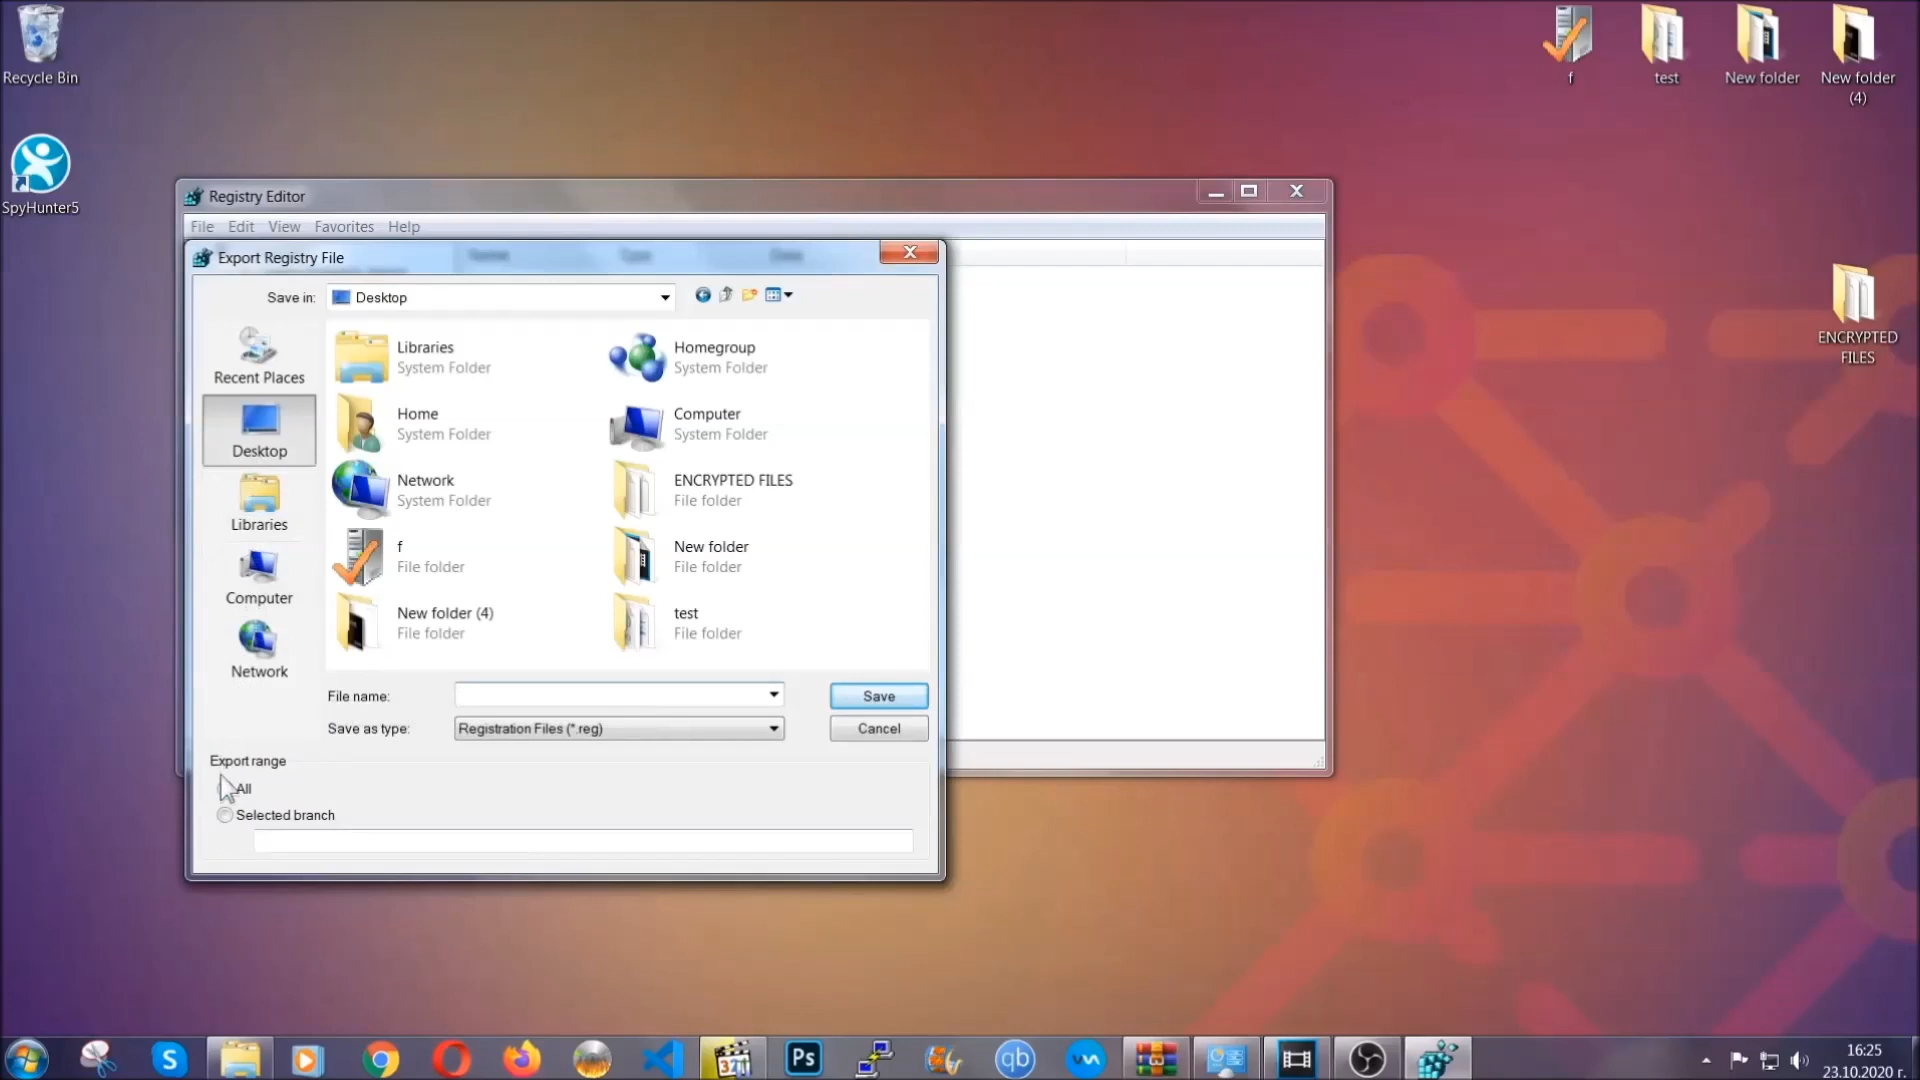 Recycle Bin
SpyHunter5
f
test
New folder
New folder
(4)
ENCRYPTED
FILES
Registry Editor
File Edit View Favorites Help
Export Registry File
Save in:
Desktop
Recent Places
Desktop
Libraries
Computer
Network
Libraries
System Folder
Homegroup
System Folder
Home
System Folder
Computer
System Folder
Network
System Folder
ENCRYPTED FILES
File folder
f
File folder
New folder
File folder
New folder (4)
File folder
test
File folder
File name:
Save
Save as type:
Registration Files (*.reg)
Cancel
Export range
All
Selected branch
S
321
Ps
qb
16:25
23.10.2020 г.